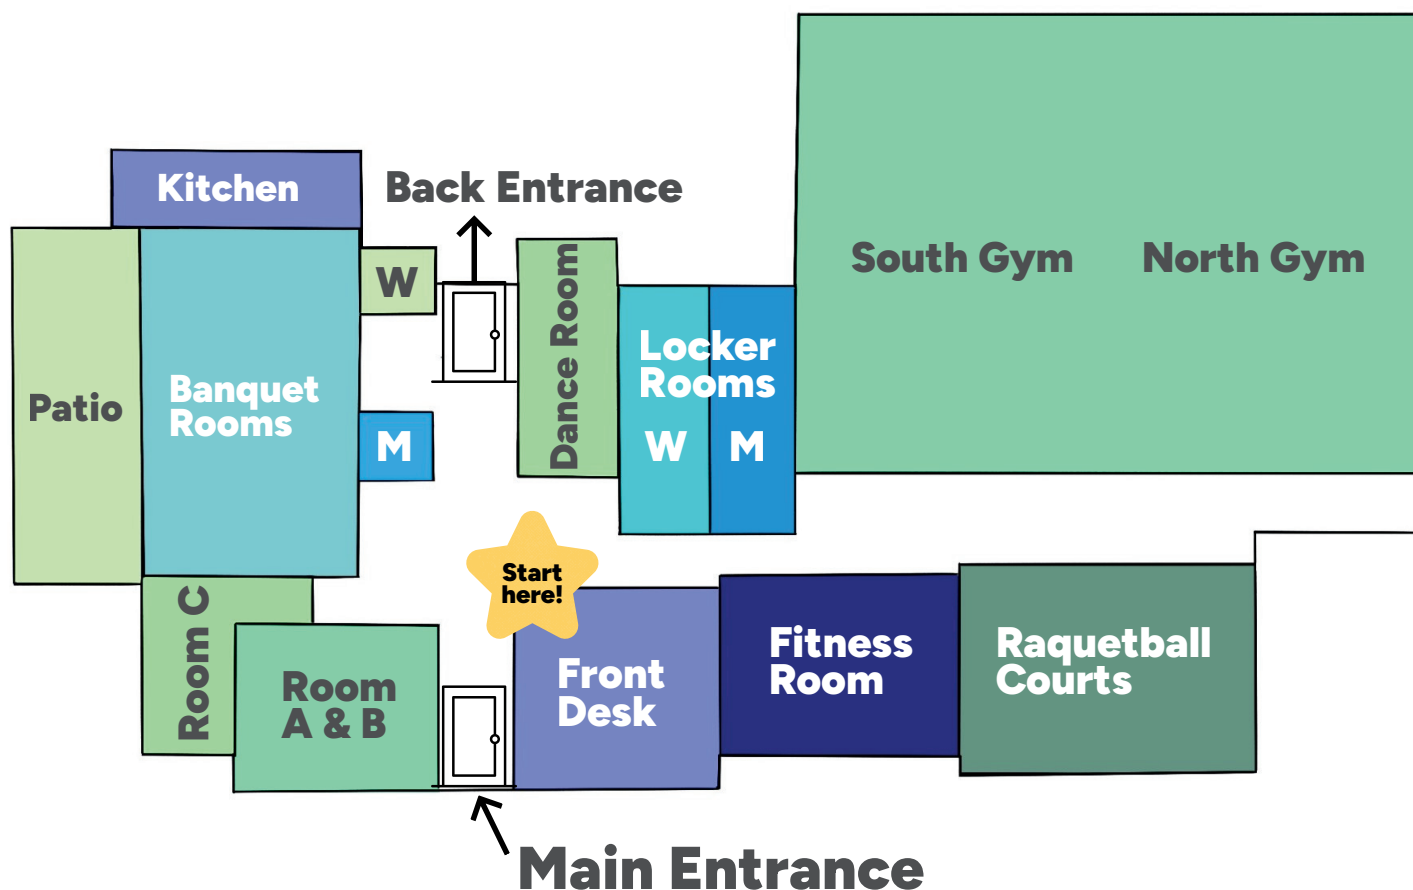 Kitchen
Back Entrance
W
South Gym
North Gym
Dance Room
Locker
Rooms
W
M
Patio
Banquet
Rooms
M
Start
here!
Room C
Room
A & B
Front
Desk
Fitness
Room
Raquetball
Courts
Main Entrance